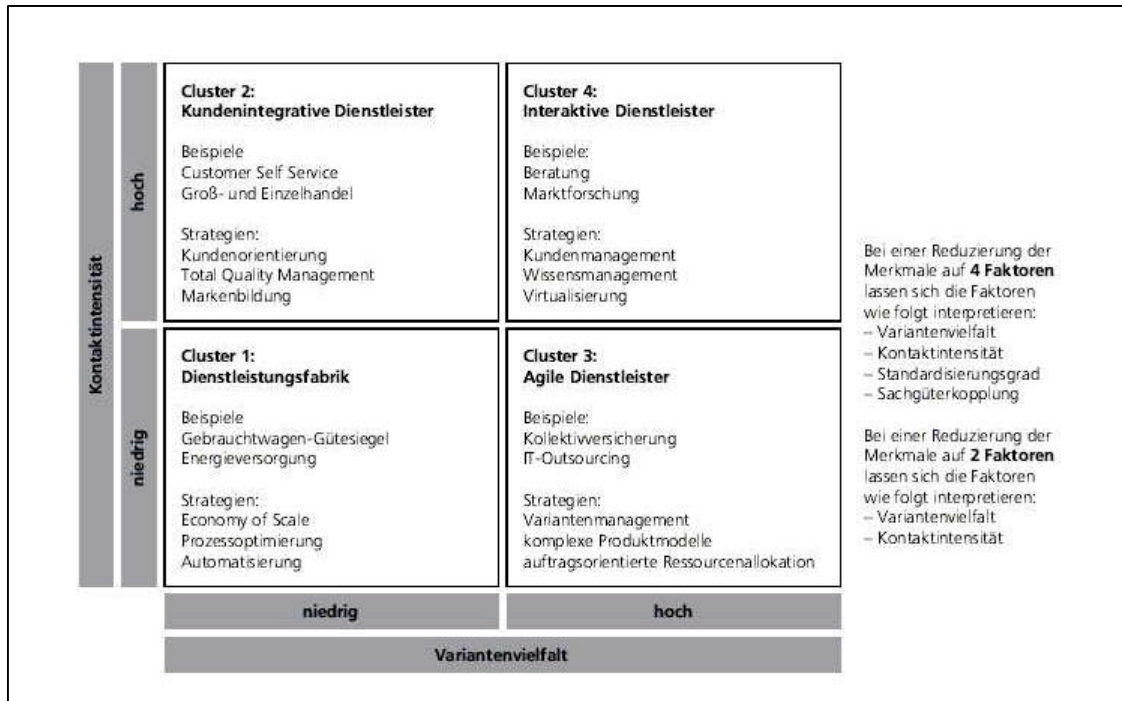 Kontaktintensität
hoch
niedrig
Cluster 2:
Kundenintegrative Dienstleister
Beispiele
Customer Self Service
Groß- und Einzelhandel
Strategien:
Kundenorientierung
Total Quality Management
Markenbildung
Cluster 4:
Interaktive Dienstleister
Beispiele:
Beratung
Marktforschung
Strategien:
Kundenmanagement
Wissensmanagement
Virtualisierung
Cluster 1:
Dienstleistungsfabrik
Beispiele
Gebrauchtwagen-Gütesiegel
Energieversorgung
Strategien:
Economy of Scale
Prozessoptimierung
Automatisierung
Cluster 3:
Agile Dienstleister
Beispiele:
Kollektivversicherung
IT-Outsourcing
Strategien:
Variantenmanagement
komplexe Produktmodelle
auftragsorientierte Ressourcenallokation
niedrig
hoch
Variantenvielfalt
Bei einer Reduzierung der
Merkmale auf 4 Faktoren
lassen sich die Faktoren
wie folgt interpretieren:
– Variantenvielfalt
– Kontaktintensität
– Standardisierungsgrad
– Sachgüterkopplung
Bei einer Reduzierung der
Merkmale auf 2 Faktoren
lassen sich die Faktoren
wie folgt interpretieren:
– Variantenvielfalt
– Kontaktintensität